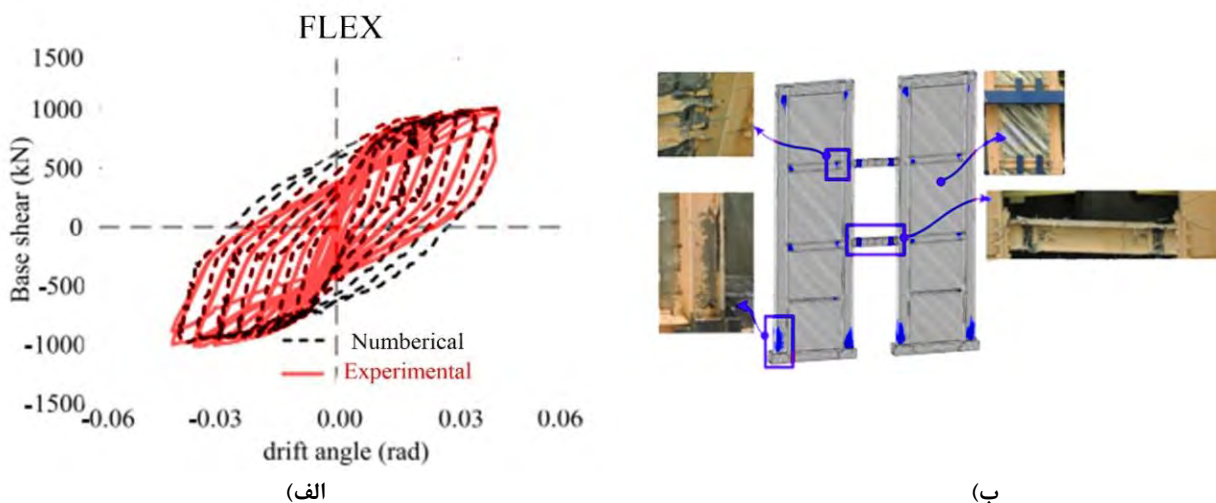 FLEX
1500
1000
500
0
-500
-1000
-1500
Base shear (kN)
Numberical
Experimental
-0.06 -0.03 0.00 0.03 0.06
drift angle (rad)
الف)
ب)